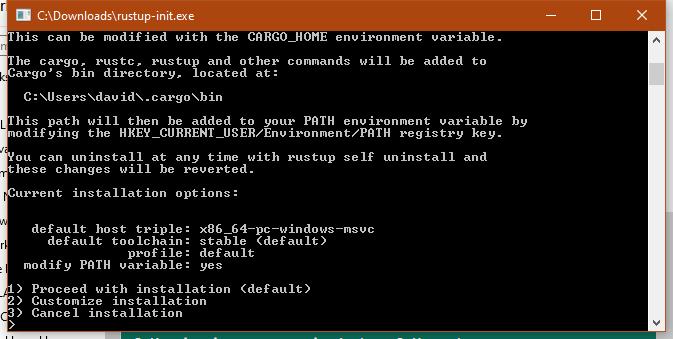 C:\Downloads\rustup-init.exe
This can be modified with the CARGO_HOME environment variable.
The cargo, rustc, rustup and other commands will be added to
Cargo's bin directory, located at:
C:\Users\david\.cargo\bin
This path will then be added to your PATH environment variable by
modifying the HKEY_CURRENT_USER/Environment/PATH registry key.
You can uninstall at any time with rustup self uninstall and
these changes will be reverted.
Current installation options:
default host triple: x86_64-pc-windows-msvc
default toolchain: stable (default)
profile: default
modify PATH variable: yes
1) Proceed with installation (default)
2) Customize installation
3) Cancel installation
>